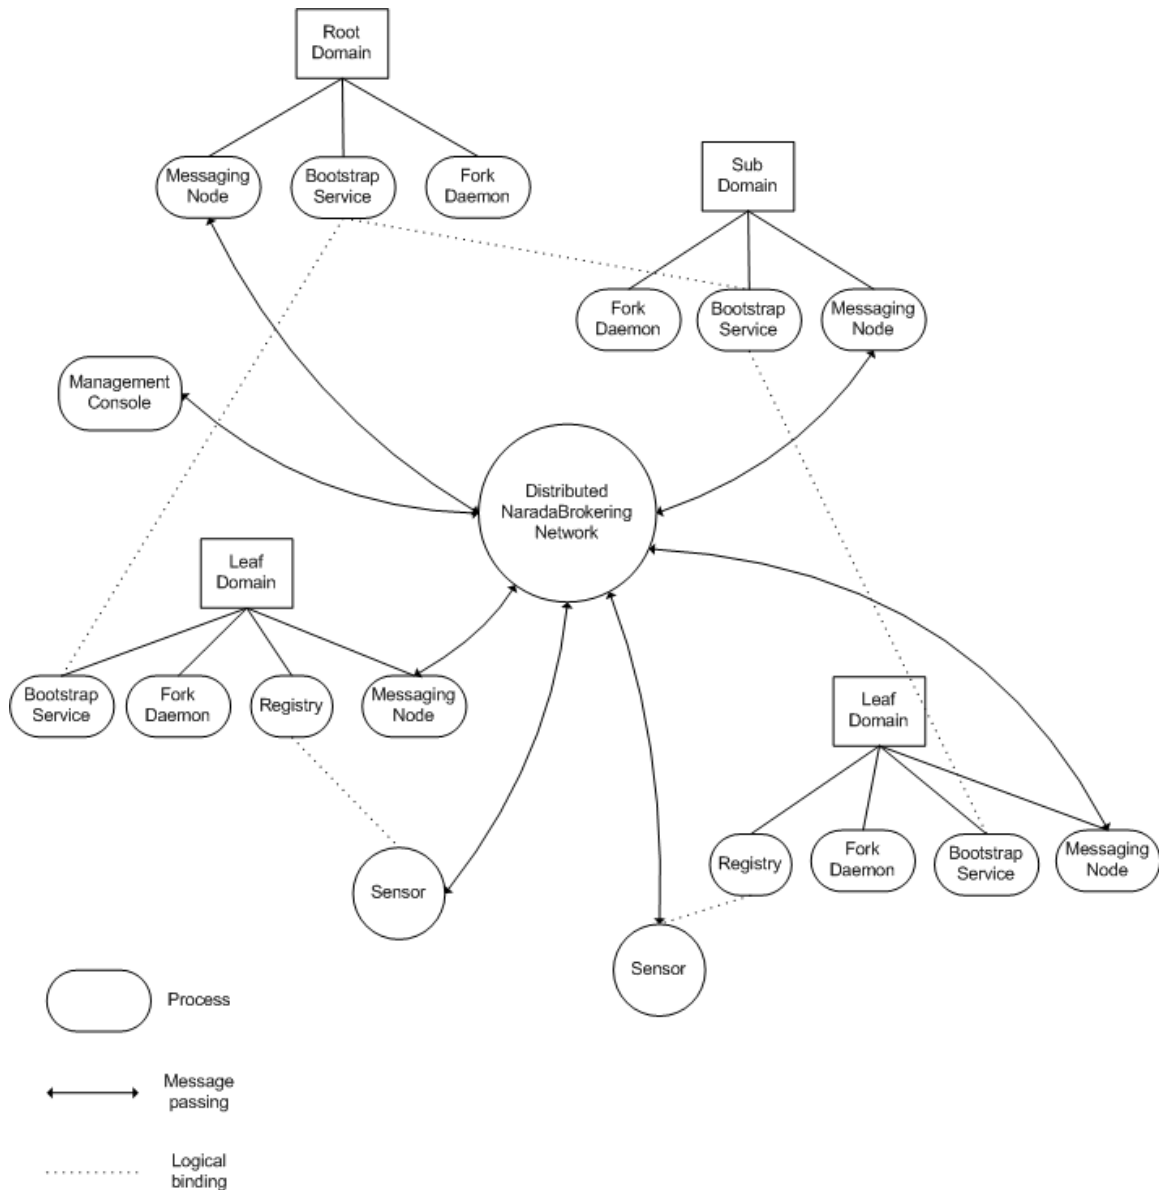 Root
Domain
Messaging
Node
Bootstrap
Service
Fork
Daemon
Sub
Domain
Fork
Daemon
Bootstrap
Service
Messaging
Node
Management
Console
Distributed
NaradaBrokering
Network
Leaf
Domain
Bootstrap
Service
Fork
Daemon
Registry
Messaging
Node
Leaf
Domain
Registry
Fork
Daemon
Bootstrap
Service
Messaging
Node
Sensor
Sensor
Process
Message
passing
Logical
binding